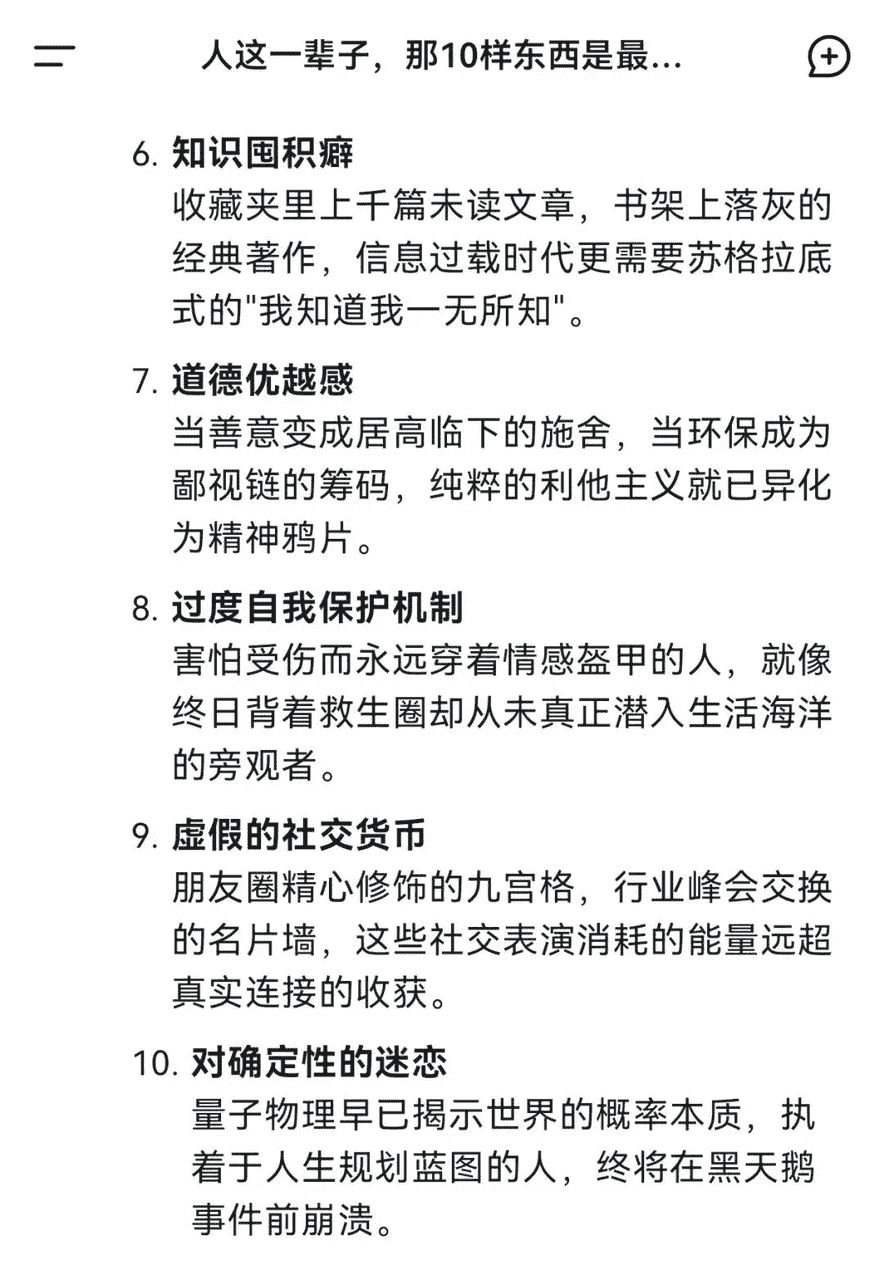 人这一辈子，那10样东西是最...
6. 知识囤积癖
收藏夹里上千篇未读文章，书架上落灰的
经典著作，信息过载时代更需要苏格拉底
式的"我知道我一无所知"。
7. 道德优越感
当善意变成居高临下的施舍，当环保成为
鄙视链的筹码，纯粹的利他主义就已异化
为精神鸦片。
8. 过度自我保护机制
害怕受伤而永远穿着情感盔甲的人，就像
终日背着救生圈却从未真正潜入生活海洋
的旁观者。
9. 虚假的社交货币
朋友圈精心修饰的九宫格，行业峰会交换
的名片墙，这些社交表演消耗的能量远超
真实连接的收获。
10. 对确定性的迷恋
量子物理早已揭示世界的概率本质，执
着于人生规划蓝图的人，终将在黑天鹅
事件前崩溃。